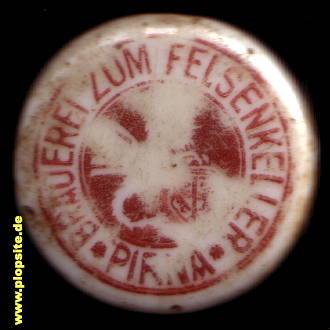 BRAUEREI ZUM FELSENKELLER
* PIRNA *
www.plopsite.de